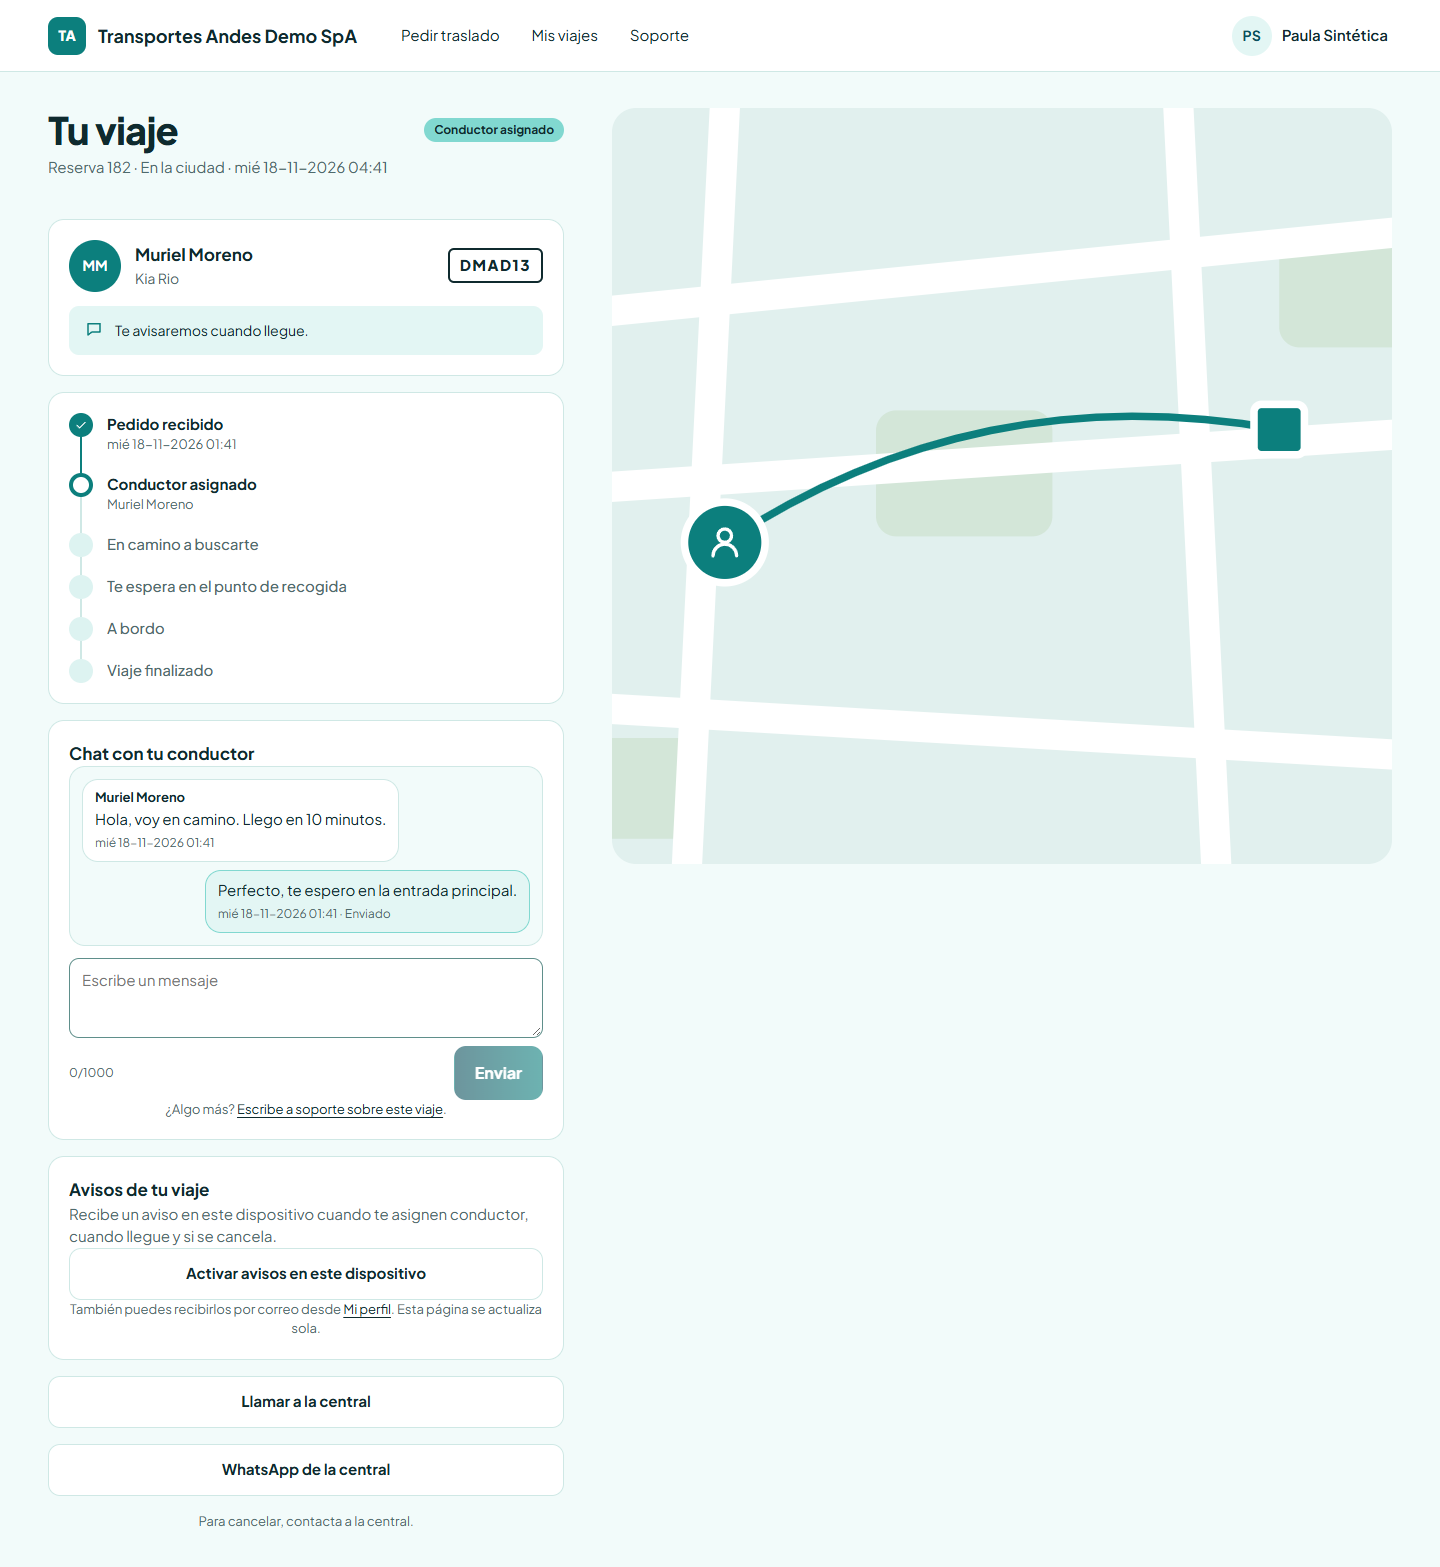 TA
Transportes Andes Demo SpA
Pedir traslado
Mis viajes
Soporte
PS
Paula Sintética
Tu viaje
Conductor asignado
Reserva 182 · En la ciudad · mié 18-11-2026 04:41
MM
Muriel Moreno
Kia Rio
DMAD13
Te avisaremos cuando llegue.
Pedido recibido
mié 18-11-2026 01:41
Conductor asignado
Muriel Moreno
En camino a buscarte
Te espera en el punto de recogida
A bordo
Viaje finalizado
Chat con tu conductor
Muriel Moreno
Hola, voy en camino. Llego en 10 minutos.
mié 18-11-2026 01:41
Perfecto, te espero en la entrada principal.
mié 18-11-2026 01:41 · Enviado
Escribe un mensaje
0/1000
Enviar
¿Algo más? Escribe a soporte sobre este viaje.
Avisos de tu viaje
Recibe un aviso en este dispositivo cuando te asignen conductor,
cuando llegue y si se cancela.
Activar avisos en este dispositivo
También puedes recibirlos por correo desde Mi perfil. Esta página se actualiza
sola.
Llamar a la central
WhatsApp de la central
Para cancelar, contacta a la central.